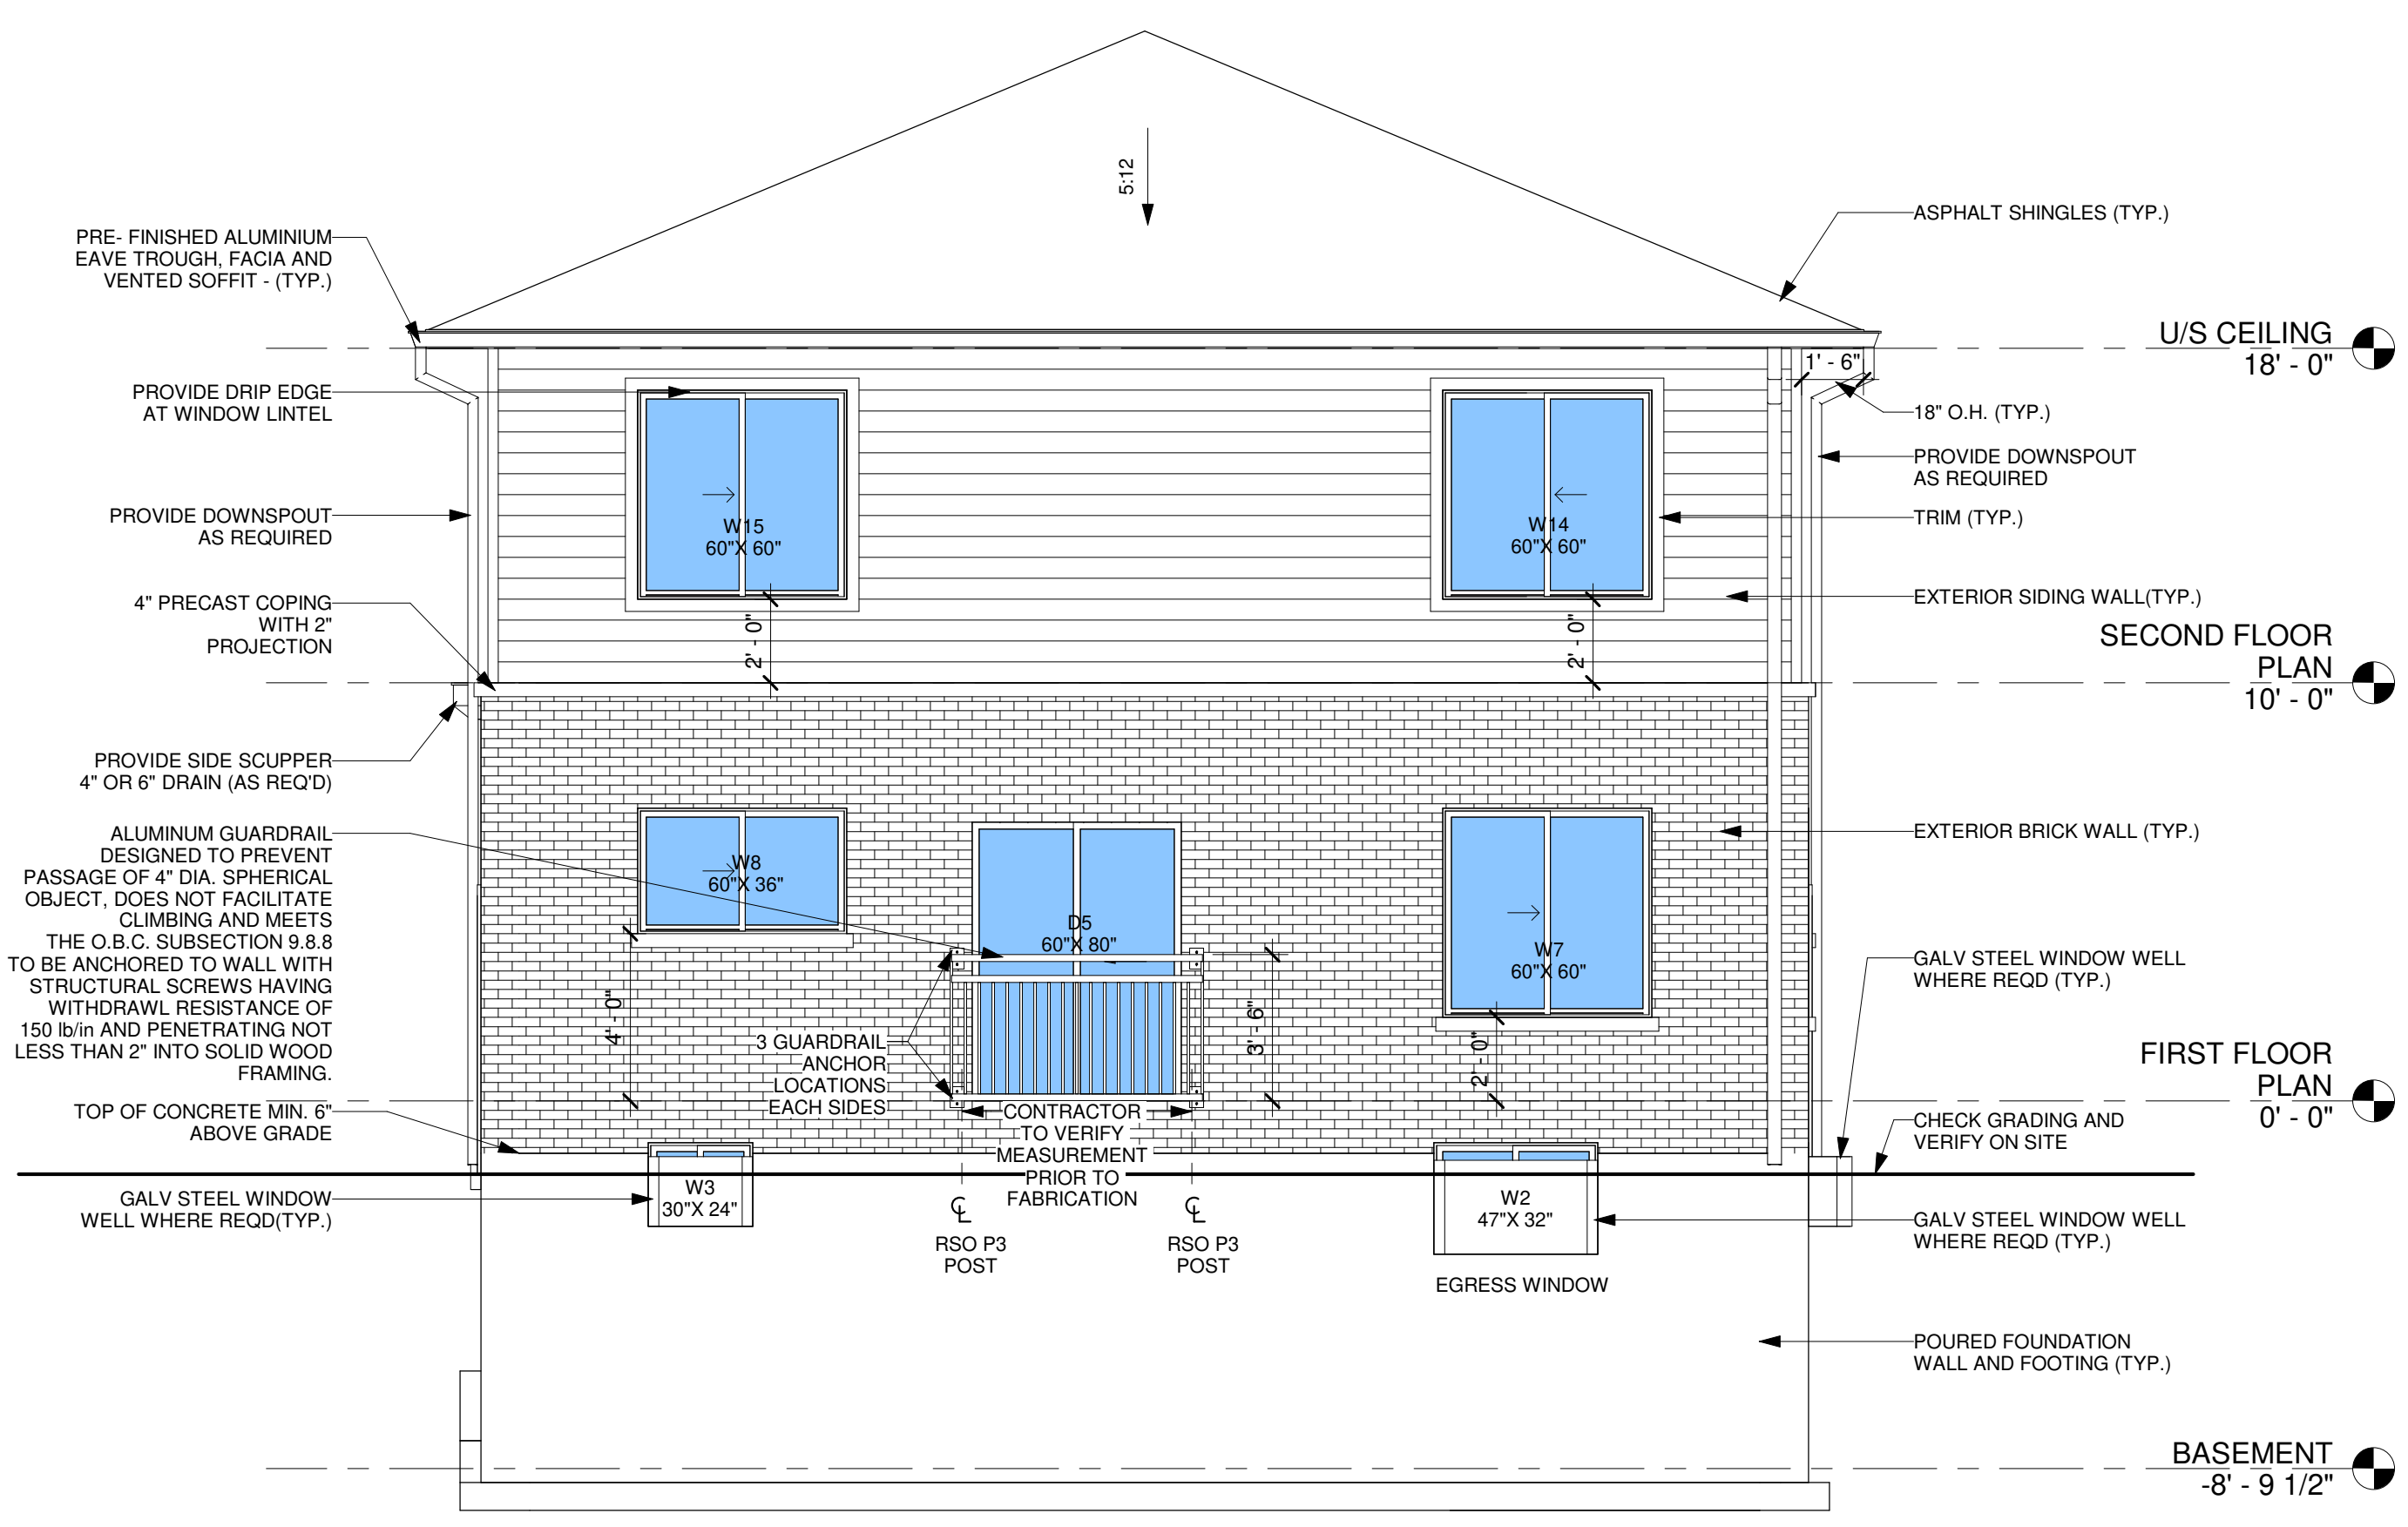 5:12
PRE- FINISHED ALUMINIUM
EAVE TROUGH, FACIA AND
VENTED SOFFIT - (TYP.)
PROVIDE DRIP EDGE
AT WINDOW LINTEL
PROVIDE DOWNSPOUT
AS REQUIRED
4" PRECAST COPING
WITH 2"
PROJECTION
PROVIDE SIDE SCUPPER
4" OR 6" DRAIN (AS REQ'D)
ALUMINUM GUARDRAIL
DESIGNED TO PREVENT
PASSAGE OF 4" DIA. SPHERICAL
OBJECT, DOES NOT FACILITATE
CLIMBING AND MEETS
THE O.B.C. SUBSECTION 9.8.8
TO BE ANCHORED TO WALL WITH
STRUCTURAL SCREWS HAVING
WITHDRAWL RESISTANCE OF
150 lb/in AND PENETRATING NOT
LESS THAN 2" INTO SOLID WOOD
FRAMING.
TOP OF CONCRETE MIN. 6"
ABOVE GRADE
GALV STEEL WINDOW
WELL WHERE REQD(TYP.)
W15
60"X 60"
W14
60"X 60"
2' - 0"
2' - 0"
W8
60"X 36"
D5
60"X 80"
W7
60"X 60"
4' - 0"
3' - 6"
2' - 0"
3 GUARDRAIL
ANCHOR
LOCATIONS
EACH SIDES
CONTRACTOR
TO VERIFY
MEASUREMENT
PRIOR TO
FABRICATION
W3
30"X 24"
W2
47"X 32"
℄
RSO P3
POST
℄
RSO P3
POST
EGRESS WINDOW
ASPHALT SHINGLES (TYP.)
1' - 6"
18" O.H. (TYP.)
PROVIDE DOWNSPOUT
AS REQUIRED
TRIM (TYP.)
EXTERIOR SIDING WALL(TYP.)
EXTERIOR BRICK WALL (TYP.)
GALV STEEL WINDOW WELL
WHERE REQD (TYP.)
CHECK GRADING AND
VERIFY ON SITE
GALV STEEL WINDOW WELL
WHERE REQD (TYP.)
POURED FOUNDATION
WALL AND FOOTING (TYP.)
U/S CEILING
18' - 0"
SECOND FLOOR
PLAN
10' - 0"
FIRST FLOOR
PLAN
0' - 0"
BASEMENT
-8' - 9 1/2"